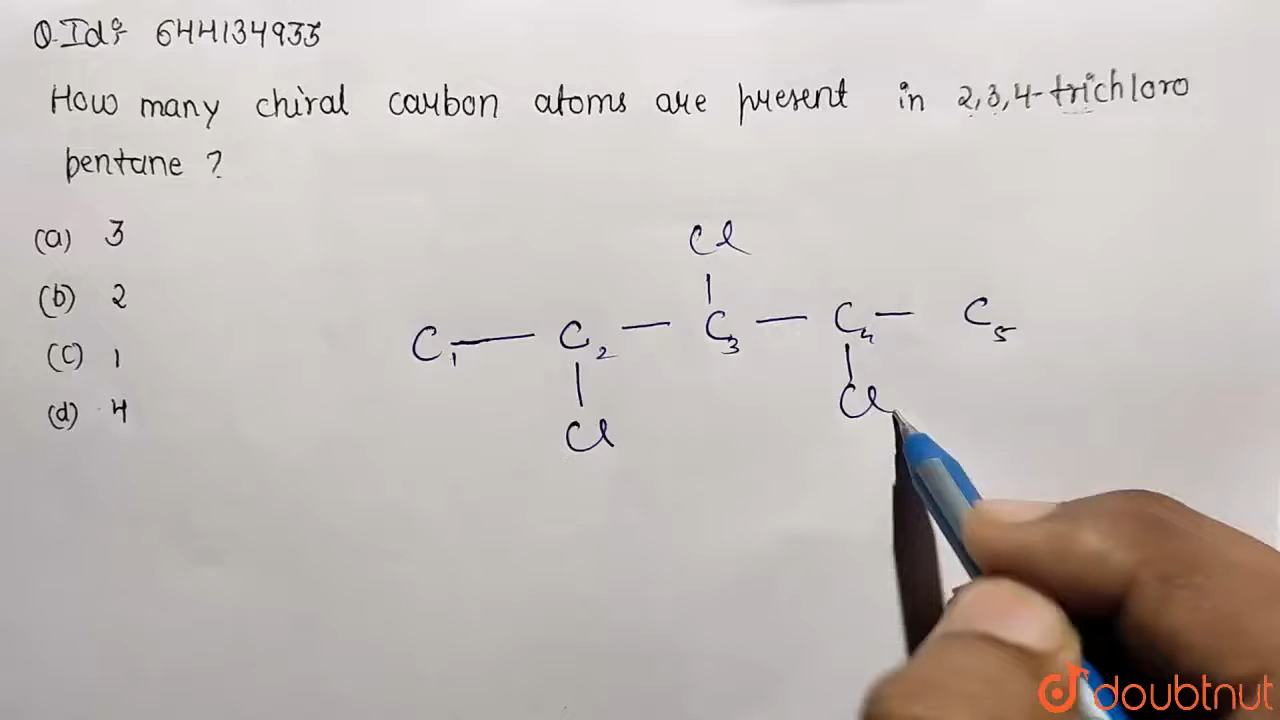 Q.Id:- 644134935
How many chiral carbon atoms are present in 2,3,4-trichloro
pentane ?
(a) 3
(b) 2
(c) 1
(d) 4
Cl
C1 — C2 — C3 — C4 — C5
Cl
Cl
doubtnut